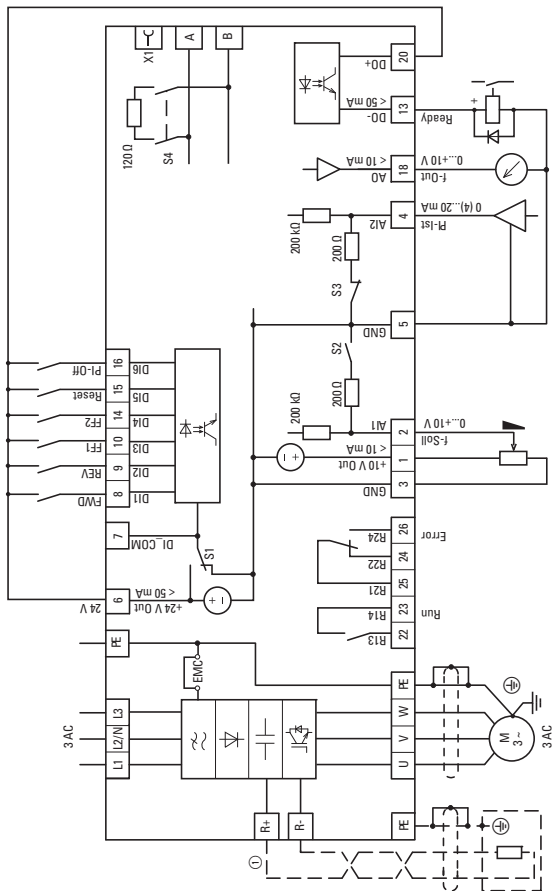 X1
A
B
120 Ω
S4
20
DO+
13
DO-
< 50 mA
Ready
+
18
AO
< 10 mA
f-Out
0...+10 V
4
AI2
PI-Ist
0 (4)...20 mA
200 kΩ
200 Ω
S3
5
GND
S2
200 Ω
200 kΩ
2
AI1
f-Soll
0...+10 V
1
+10 V Out
< 10 mA
3
GND
PI-Off
16
DI6
Reset
15
DI5
FF2
14
DI4
FF1
10
DI3
REV
9
DI2
FWD
8
DI1
7
DI_COM
S1
24 V
6
+24 V Out
< 50 mA
- +
- +
26
R24
24
R22
25
R21
Error
23
R14
22
R13
Run
PE
EMC
3 AC
L3
L2/N
L1
PE
W
V
U
M
3 ~
3 AC
R+
R-
PE
1